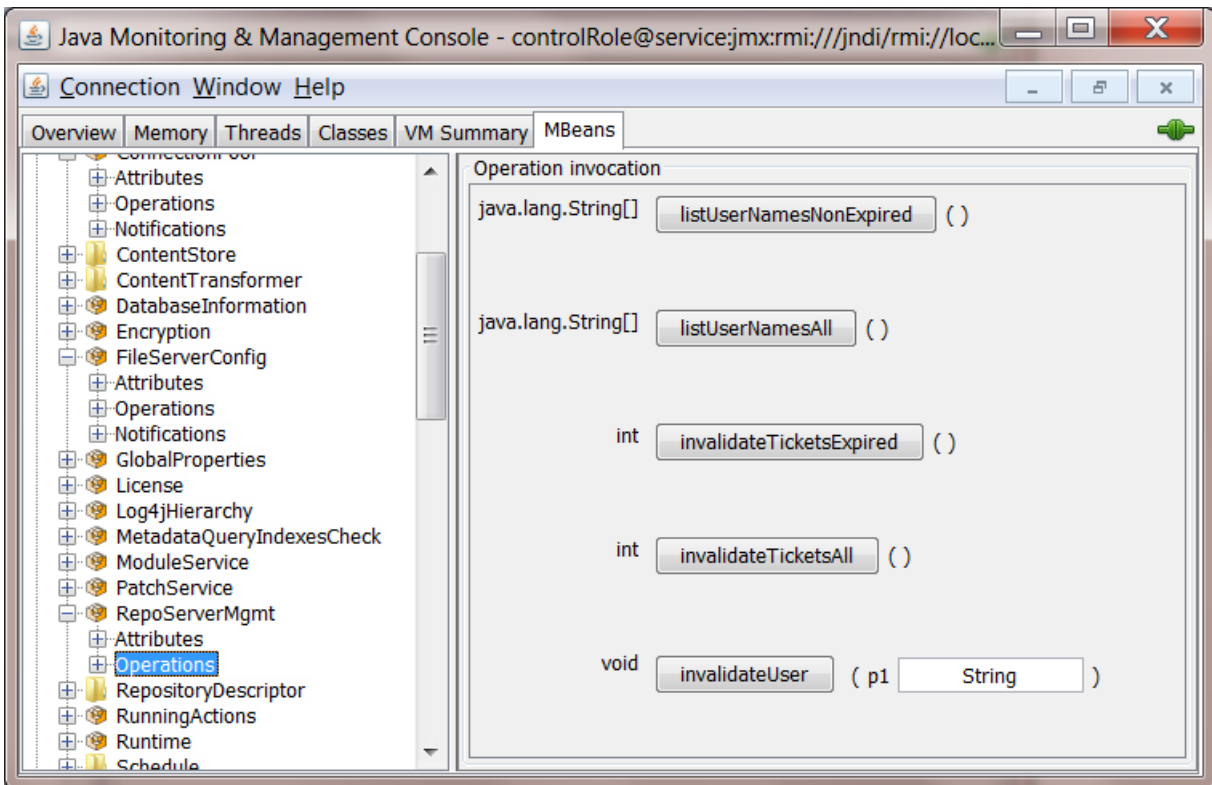 Java Monitoring & Management Console - controlRole@service:jmx:rmi:///jndi/rmi://loc...
Connection Window Help
Overview Memory Threads Classes VM Summary MBeans
ConnectionPool
Attributes
Operations
Notifications
ContentStore
ContentTransformer
DatabaseInformation
Encryption
FileServerConfig
Attributes
Operations
Notifications
GlobalProperties
License
Log4jHierarchy
MetadataQueryIndexesCheck
ModuleService
PatchService
RepoServerMgmt
Attributes
Operations
RepositoryDescriptor
RunningActions
Runtime
Schedule
Operation invocation
java.lang.String[] listUserNamesNonExpired ( )
java.lang.String[] listUserNamesAll ( )
int invalidateTicketsExpired ( )
int invalidateTicketsAll ( )
void invalidateUser ( p1 String )